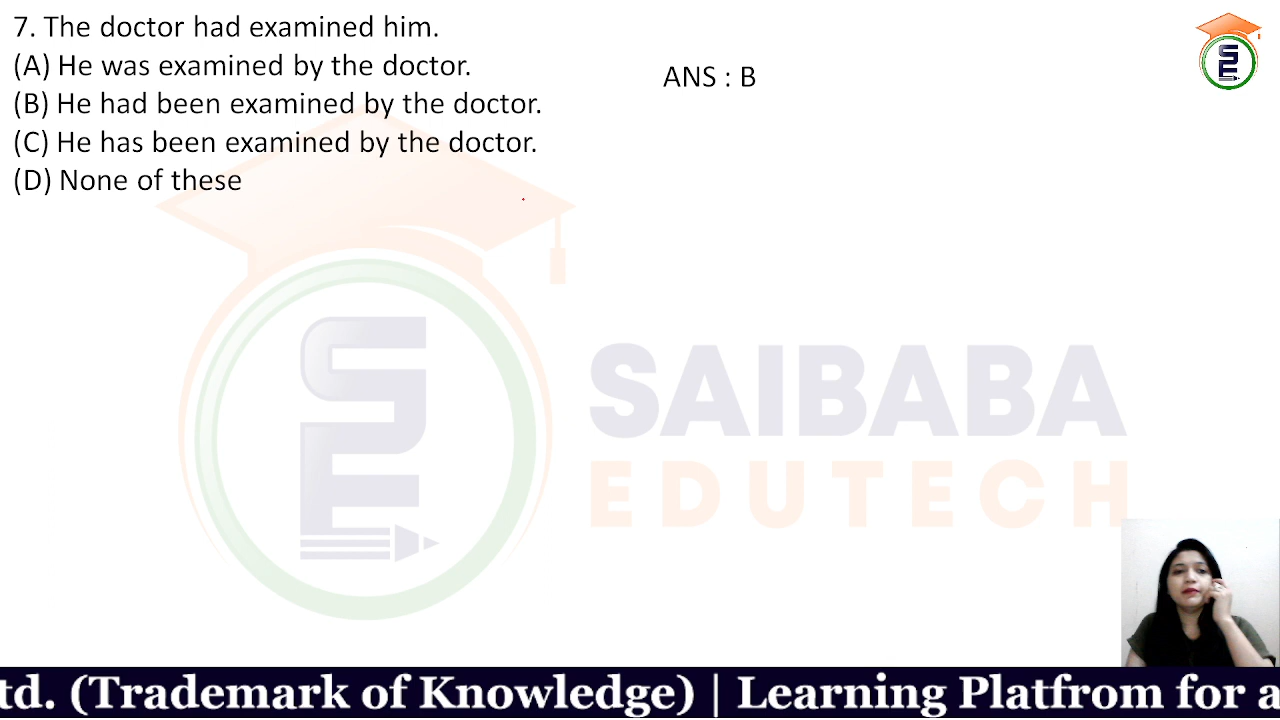 7. The doctor had examined him.
(A) He was examined by the doctor.
(B) He had been examined by the doctor.
(C) He has been examined by the doctor.
(D) None of these
ANS : B
SE
SE
SAIBABA
EDUTECH
td. (Trademark of Knowledge) | Learning Platfrom for a